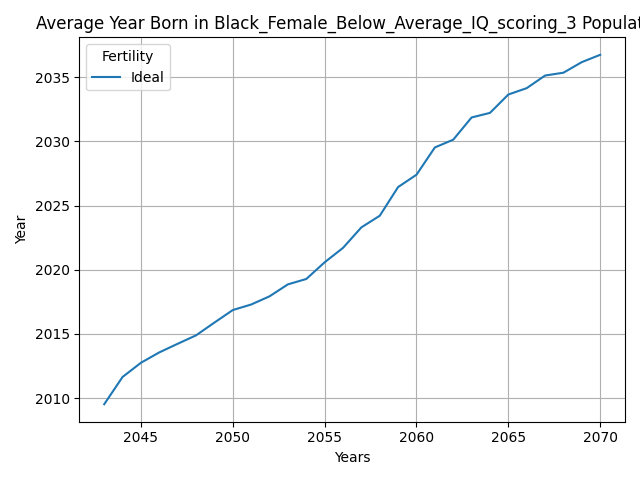 Average Year Born in Black_Female_Below_Average_IQ_scoring_3 Populat
Fertility
Ideal
2035
2030
2025
2020
2015
2010
Year
2045 2050 2055 2060 2065 2070
Years